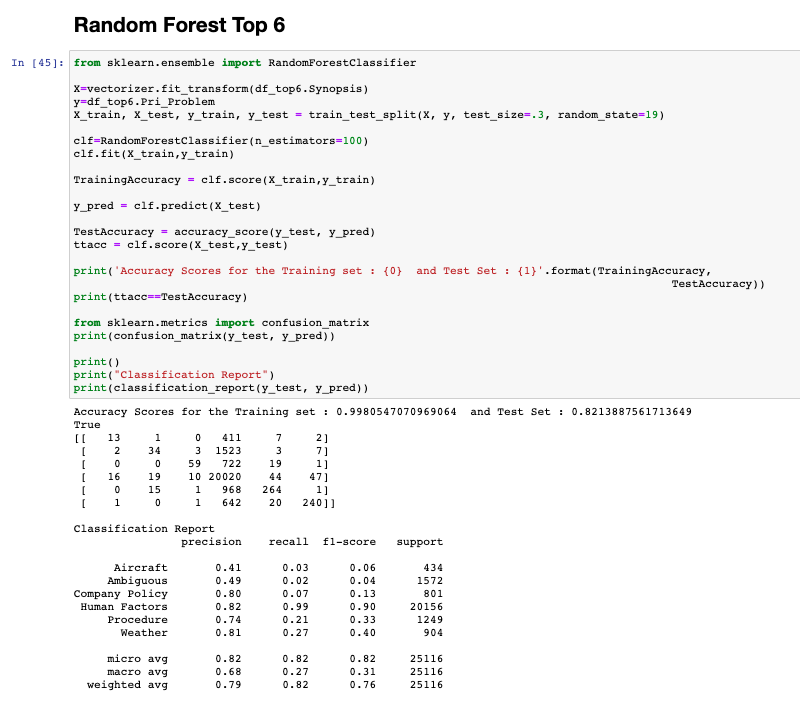 Random Forest Top 6
In [45]: from sklearn.ensemble import RandomForestClassifier
X=vectorizer.fit_transform(df_top6.Synopsis)
y=df_top6.Pri_Problem
X_train, X_test, y_train, y_test = train_test_split(X, y, test_size=.3, random_state=19)
clf=RandomForestClassifier(n_estimators=100)
clf.fit(X_train,y_train)
TrainingAccuracy = clf.score(X_train,y_train)
y_pred = clf.predict(X_test)
TestAccuracy = accuracy_score(y_test, y_pred)
ttacc = clf.score(X_test,y_test)
print('Accuracy Scores for the Training set : {0}  and Test Set : {1}'.format(TrainingAccuracy,
TestAccuracy))
print(ttacc==TestAccuracy)
from sklearn.metrics import confusion_matrix
print(confusion_matrix(y_test, y_pred))
print()
print("Classification Report")
print(classification_report(y_test, y_pred))
Accuracy Scores for the Training set : 0.9980547070969064  and Test Set : 0.8213887561713649
True
[[   13     1     0   411     7     2]
 [    2    34     3  1523     3     7]
 [    0     0    59   722    19     1]
 [   16    19    10 20020    44    47]
 [    0    15     1   968   264     1]
 [    1     0     1   642    20   240]]
Classification Report
precision    recall  f1-score   support
Aircraft       0.41      0.03      0.06       434
Ambiguous       0.49      0.02      0.04      1572
Company Policy       0.80      0.07      0.13       801
Human Factors       0.82      0.99      0.90     20156
Procedure       0.74      0.21      0.33      1249
Weather       0.81      0.27      0.40       904
micro avg       0.82      0.82      0.82     25116
macro avg       0.68      0.27      0.31     25116
weighted avg       0.79      0.82      0.76     25116